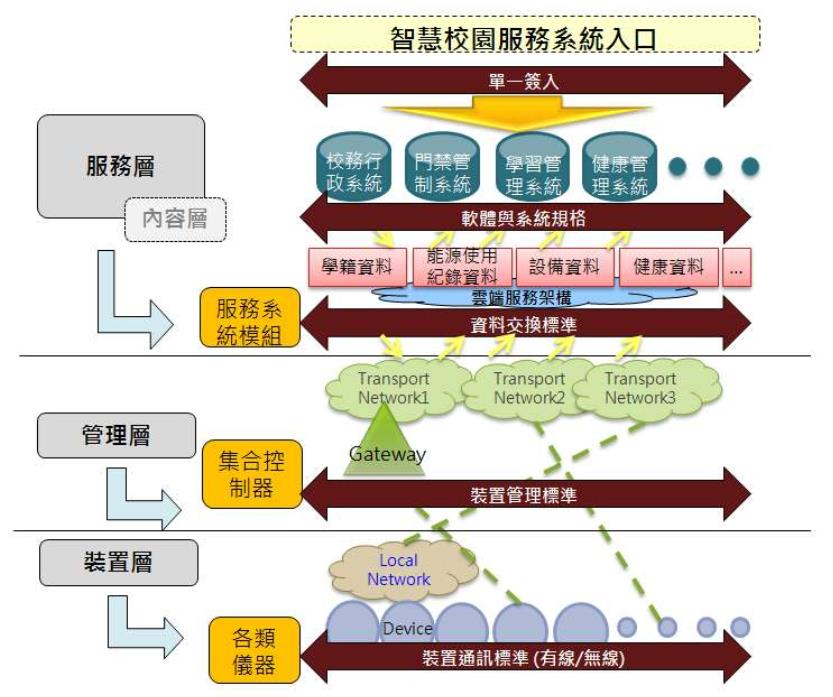 智慧校園服務系統入口
單一簽入
服務層
內容層
校務行
政系統
門禁管
制系統
學習管
理系統
健康管
理系統
軟體與系統規格
學籍資料
能源使用
紀錄資料
設備資料
健康資料
...
雲端服務架構
服務系
統模組
資料交換標準
Transport
Network1
Transport
Network2
Transport
Network3
管理層
Gateway
集合控
制器
裝置管理標準
裝置層
Local
Network
各類
儀器
Device
裝置通訊標準 (有線/無線)